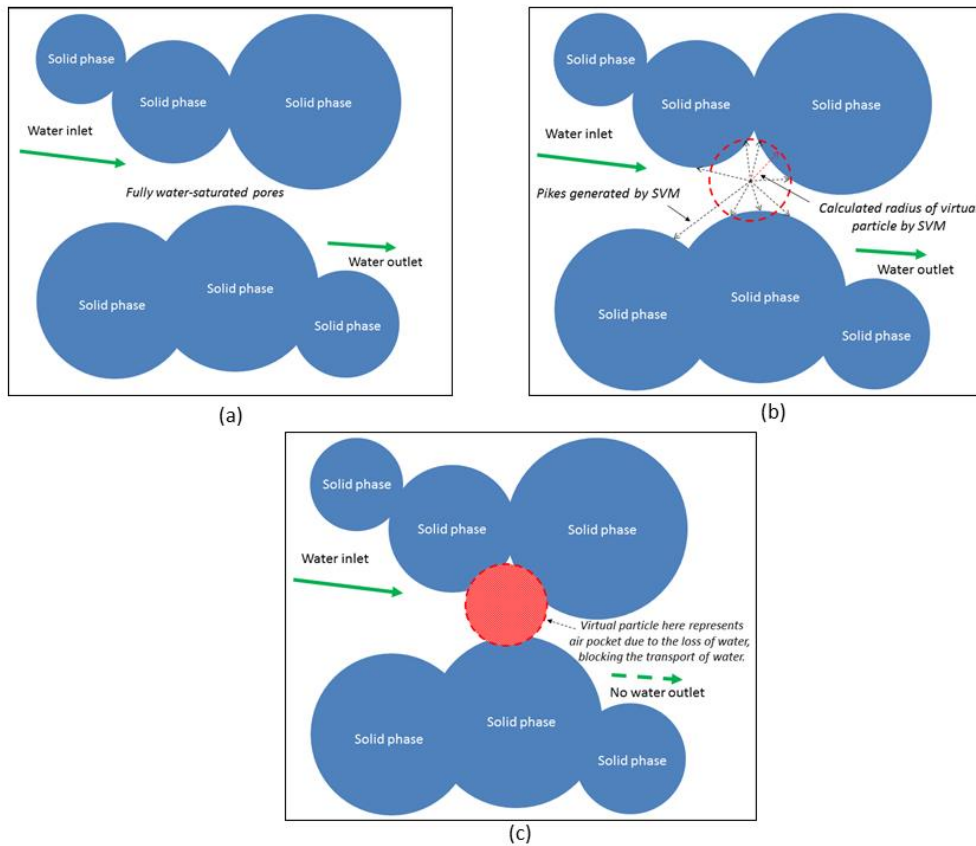 Solid phase
Solid phase
Solid phase
Water inlet
Fully water-saturated pores
Water outlet
Solid phase
Solid phase
Solid phase
(a)
Solid phase
Solid phase
Solid phase
Water inlet
Pikes generated by SVM
Calculated radius of virtual
particle by SVM
Water outlet
Solid phase
Solid phase
Solid phase
(b)
Solid phase
Solid phase
Solid phase
Water inlet
Virtual particle here represents
air pocket due to the loss of water,
blocking the transport of water.
No water outlet
Solid phase
Solid phase
Solid phase
(c)